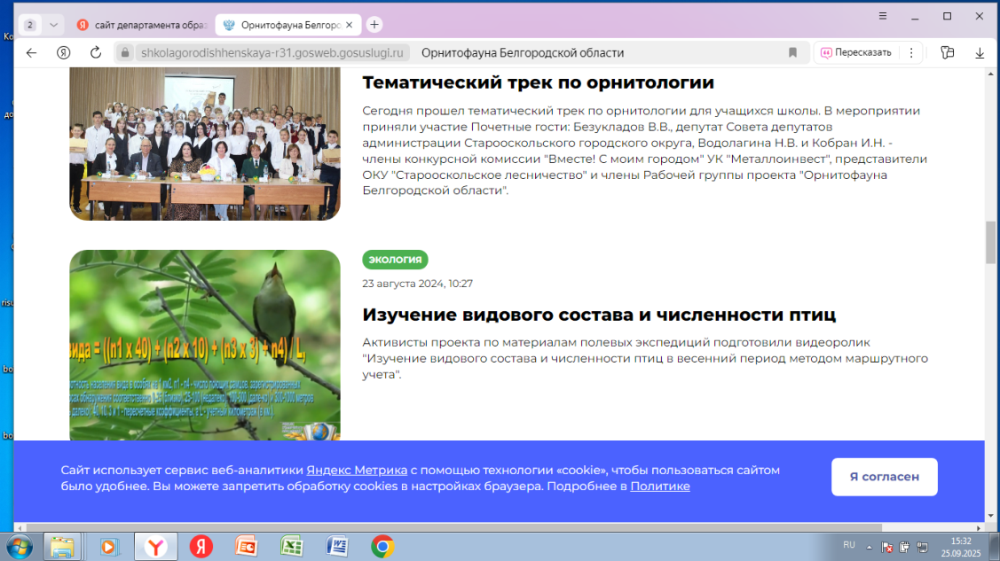 2
сайт департамента обра
Орнитофауна Белгоро
shkolagorodishhenskaya-r31.gosweb.gosuslugi.ru
Орнитофауна Белгородской области
Пересказать
Ко
до
Тематический трек по орнитологии
Сегодня прошел тематический трек по орнитологии для учащихся школы. В мероприятии
приняли участие Почетные гости: Безукладов В.В., депутат Совета депутатов
администрации Старооскольского городского округа, Водолагина Н.В. и Кобран И.Н. -
члены конкурсной комиссии "Вместе! С моим городом" УК "Металлоинвест", представители
ОКУ "Старооскольское лесничество" и члены Рабочей группы проекта "Орнитофауна
Белгородской области".
экология
23 августа 2024, 10:27
risu
Изучение видового состава и численности птиц
Активисты проекта по материалам полевых экспедиций подготовили видеоролик
"Изучение видового состава и численности птиц в весенний период методом маршрутного
учета".
вида = ((n1 x 40) + (n2 x 10) + (n3 x 3) + n4) / L,
bo
bo
Сайт использует сервис веб-аналитики Яндекс Метрика с помощью технологии «cookie», чтобы пользоваться сайтом
было удобнее. Вы можете запретить обработку cookies в настройках браузера. Подробнее в Политике
Я согласен
RU
15:32
25.09.2025